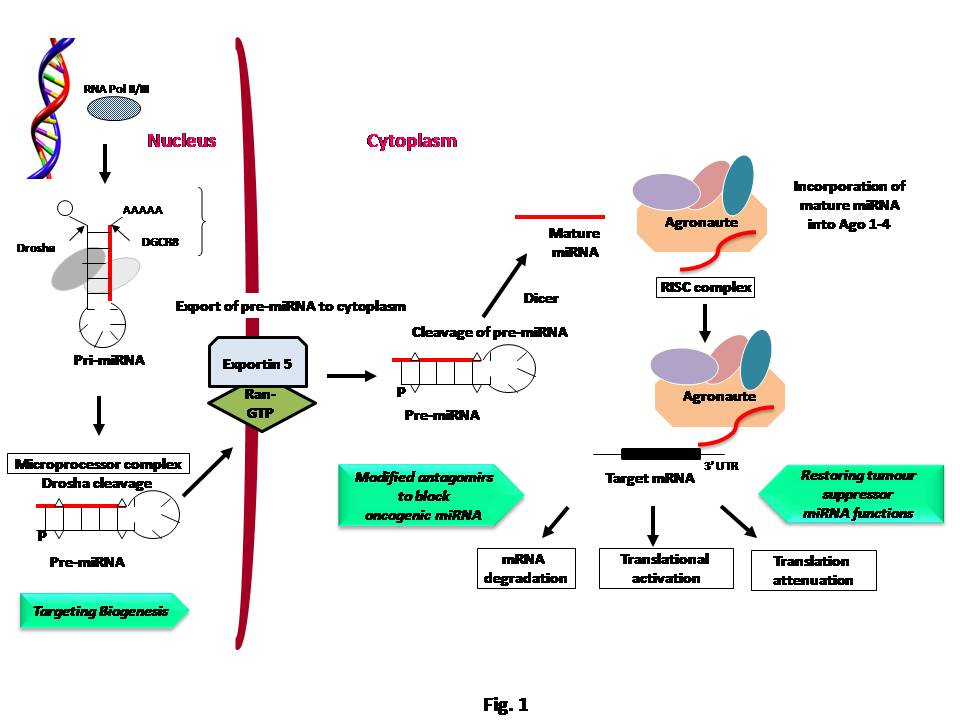 RNA Pol II/III
Nucleus
Cytoplasm
AAAAA
Drosha
DGCR8
Pri-miRNA
Export of pre-miRNA to cytoplasm
Exportin 5
Ran-
GTP
Microprocessor complex
Drosha cleavage
P
Pre-miRNA
Targeting Biogenesis
Mature
miRNA
Dicer
Cleavage of pre-miRNA
P
Pre-miRNA
Agronaute
Incorporation of
mature miRNA
into Ago 1-4
RISC complex
Agronaute
3' UTR
Target mRNA
Modified antagomirs
to block
oncogenic miRNA
Restoring tumour
suppressor
miRNA functions
mRNA
degradation
Translational
activation
Translation
attenuation
Fig. 1